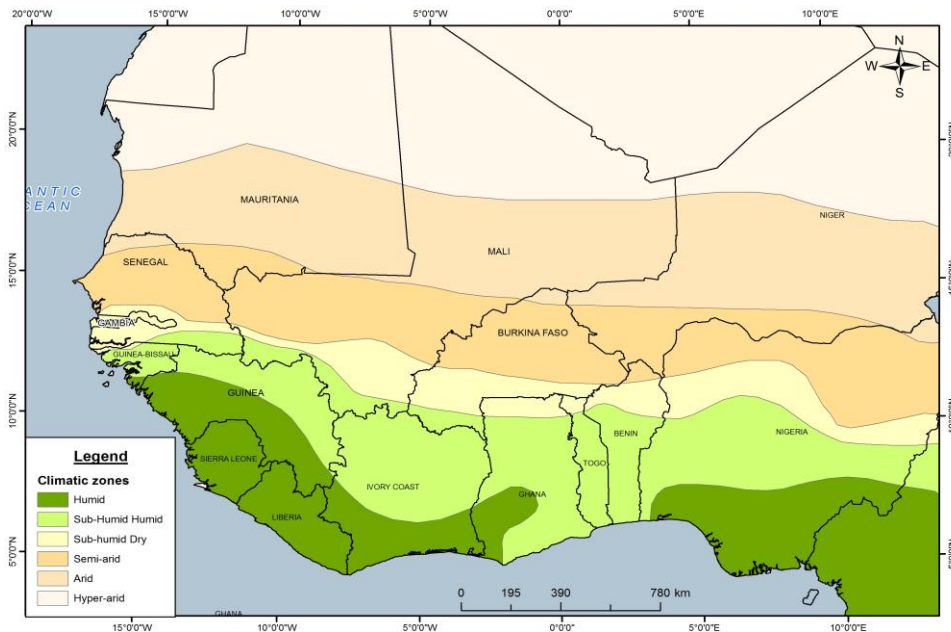 20°0'0"W 15°0'0"W 10°0'0"W 5°0'0"W 0°0'0"E 5°0'0"E 10°0'0"E
N
W E
S
20°0'0"N
ANTIC
CEAN
MAURITANIA
NIGER
MALI
SENEGAL
15°0'0"N
GAMBIA
BURKINA FASO
GUINEA-BISSAU
GUINEA
10°0'0"N
BENIN
NIGERIA
SIERRA LEONE
TOGO
IVORY COAST
GHANA
LIBERIA
5°0'0"N
Legend
Climatic zones
Humid
Sub-Humid Humid
Sub-humid Dry
Semi-arid
Arid
Hyper-arid
0 195 390 780 km
GHANA
15°0'0"W 10°0'0"W 5°0'0"W 0°0'0"E 5°0'0"E 10°0'0"E